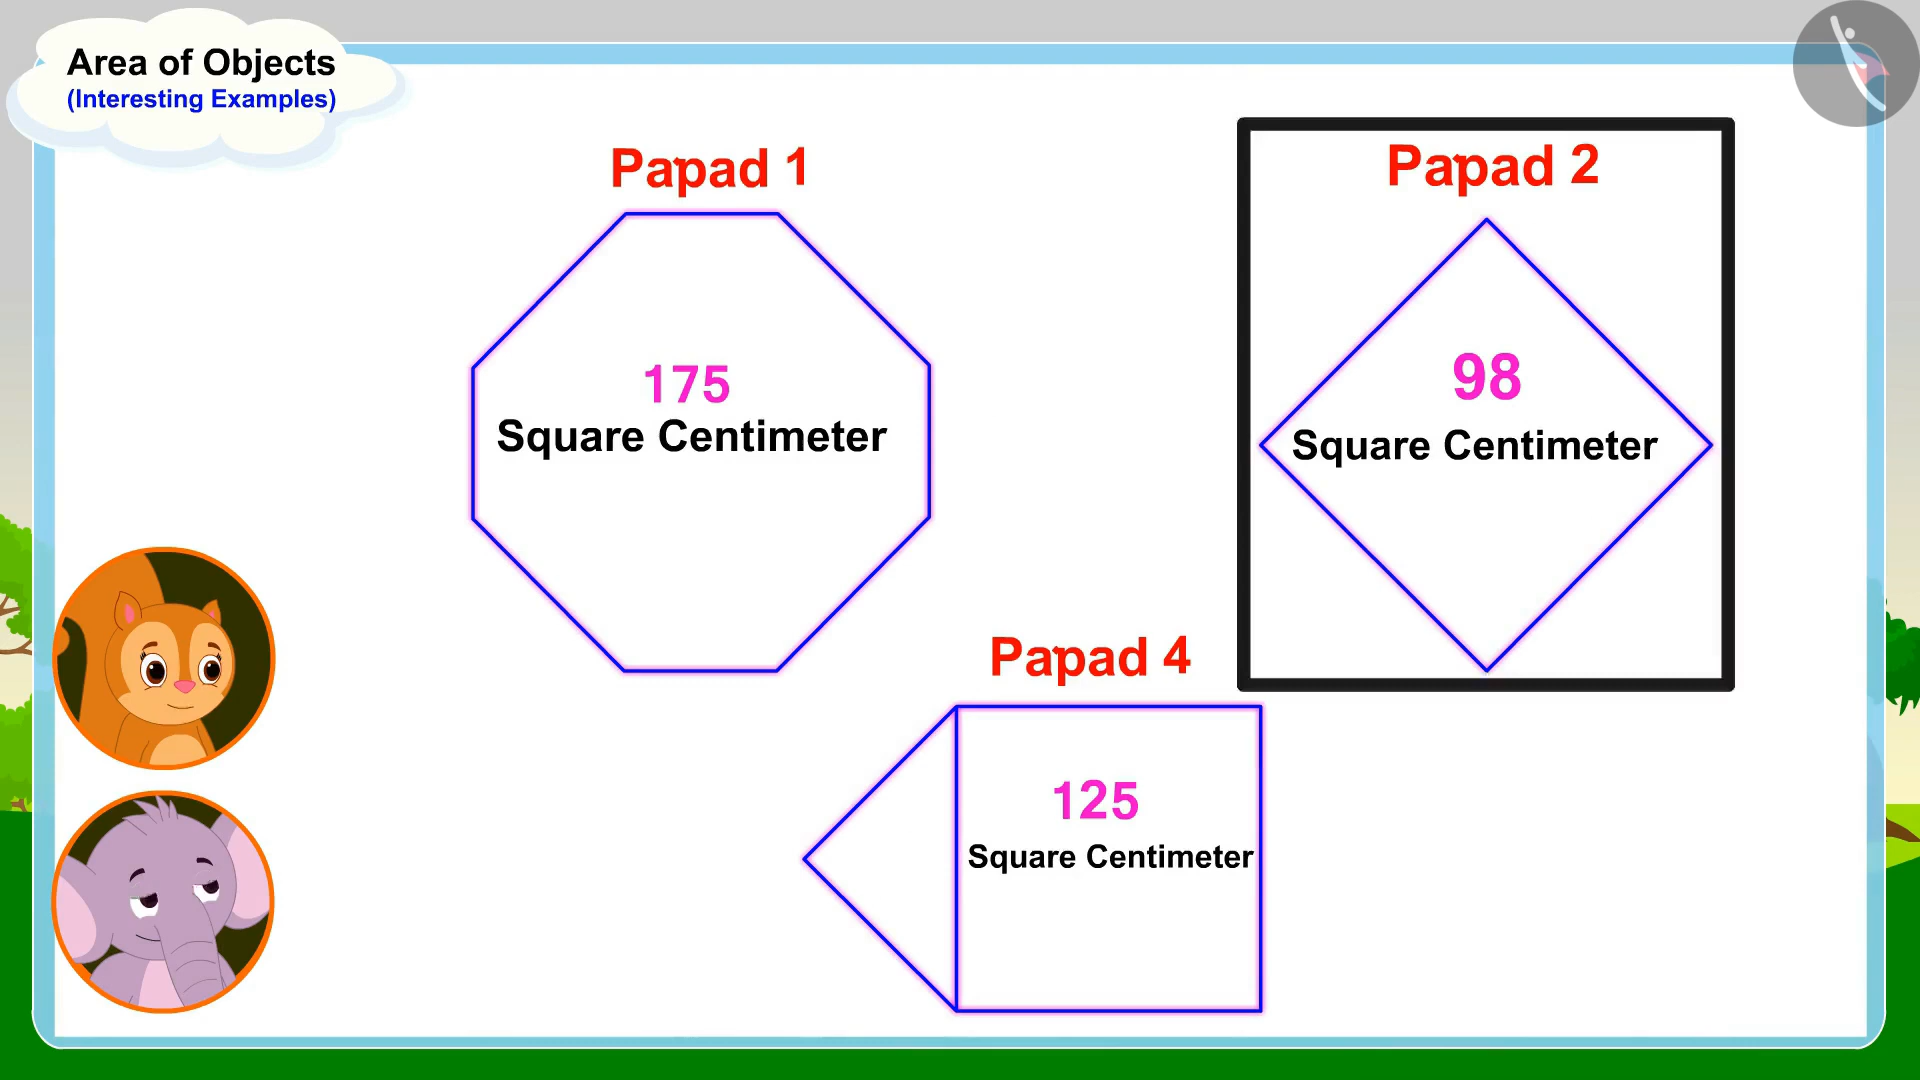 Area of Objects
(Interesting Examples)
Papad 1
175
Square Centimeter
Papad 2
98
Square Centimeter
Papad 4
125
Square Centimeter